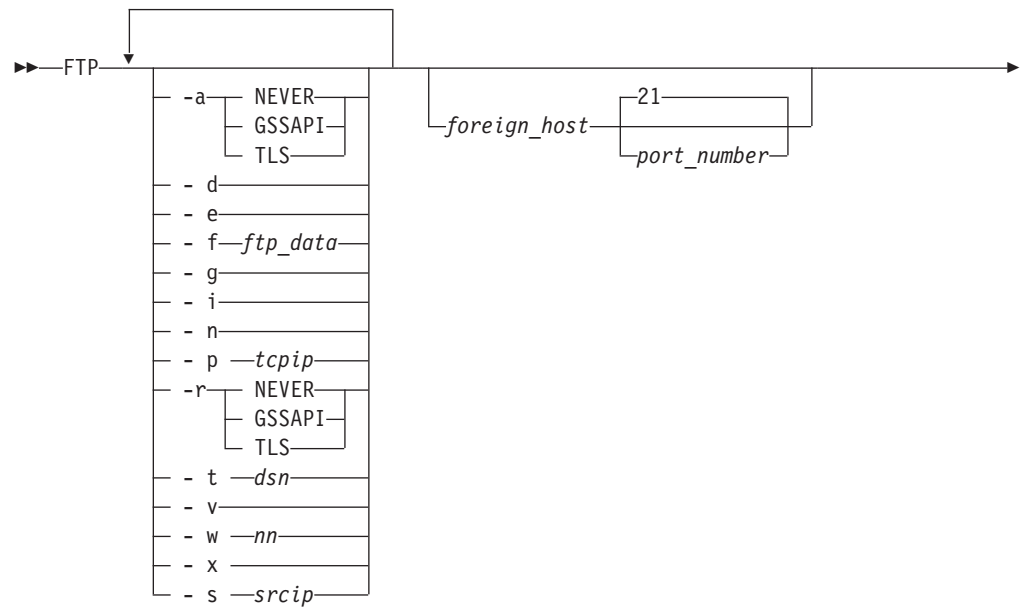 FTP
-a NEVER
GSSAPI
TLS
21
foreign_host
port_number
- d
- e
- f ftp_data
- g
- i
- n
- p tcpip
-r NEVER
GSSAPI
TLS
- t dsn
- v
- w nn
- x
- s srcip